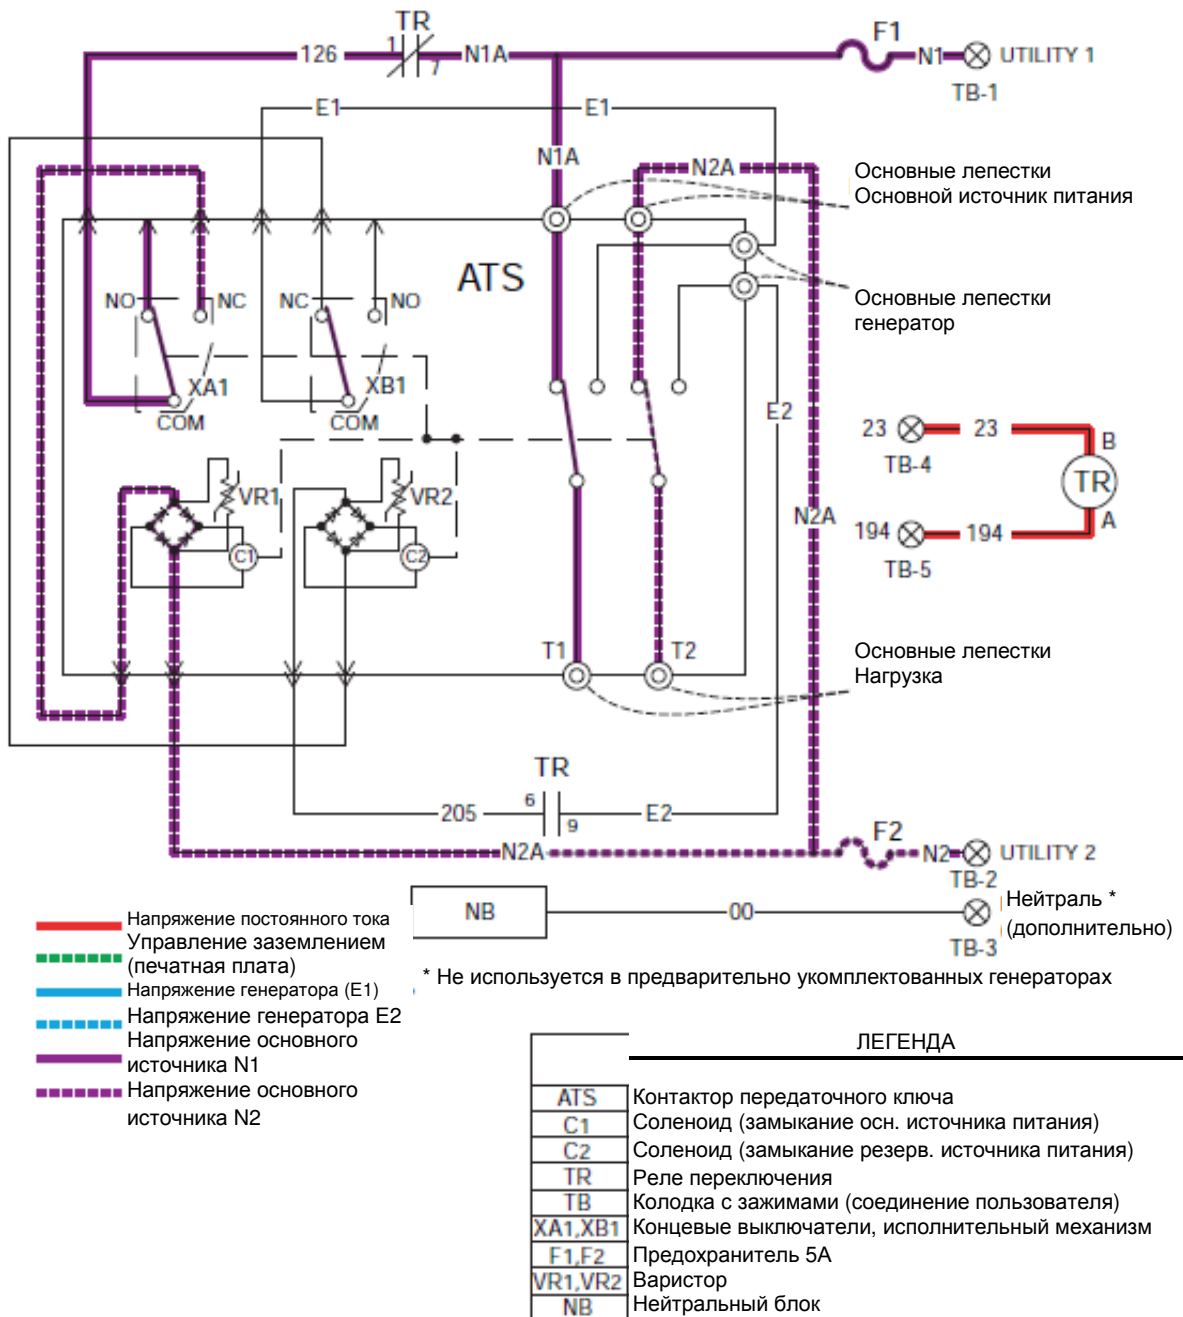 TR
F1
126
1
7
N1A
N1
UTILITY 1
TB-1
E1
E1
N1A
N2A
Основные лепестки
Основной источник питания
ATS
NO
NC
NC
NO
Основные лепестки
генератор
XA1
XB1
COM
COM
E2
23
23
B
TB-4
TR
VR1
VR2
N2A
194
194
A
TB-5
C1
C2
T1
T2
Основные лепестки
Нагрузка
TR
6
205
9
E2
F2
N2A
N2
UTILITY 2
TB-2
NB
00
Нейтраль *
(дополнительно)
TB-3
* Не используется в предварительно укомплектованных генераторах
Напряжение постоянного тока
Управление заземлением
(печатная плата)
Напряжение генератора (E1)
Напряжение генератора E2
Напряжение основного
источника N1
Напряжение основного
источника N2
ЛЕГЕНДА
ATS Контактор передаточного ключа
C1 Соленоид (замыкание осн. источника питания)
C2 Соленоид (замыкание резерв. источника питания)
TR Реле переключения
TB Колодка с зажимами (соединение пользователя)
XA1,XB1 Концевые выключатели, исполнительный механизм
F1,F2 Предохранитель 5A
VR1,VR2 Варистор
NB Нейтральный блок